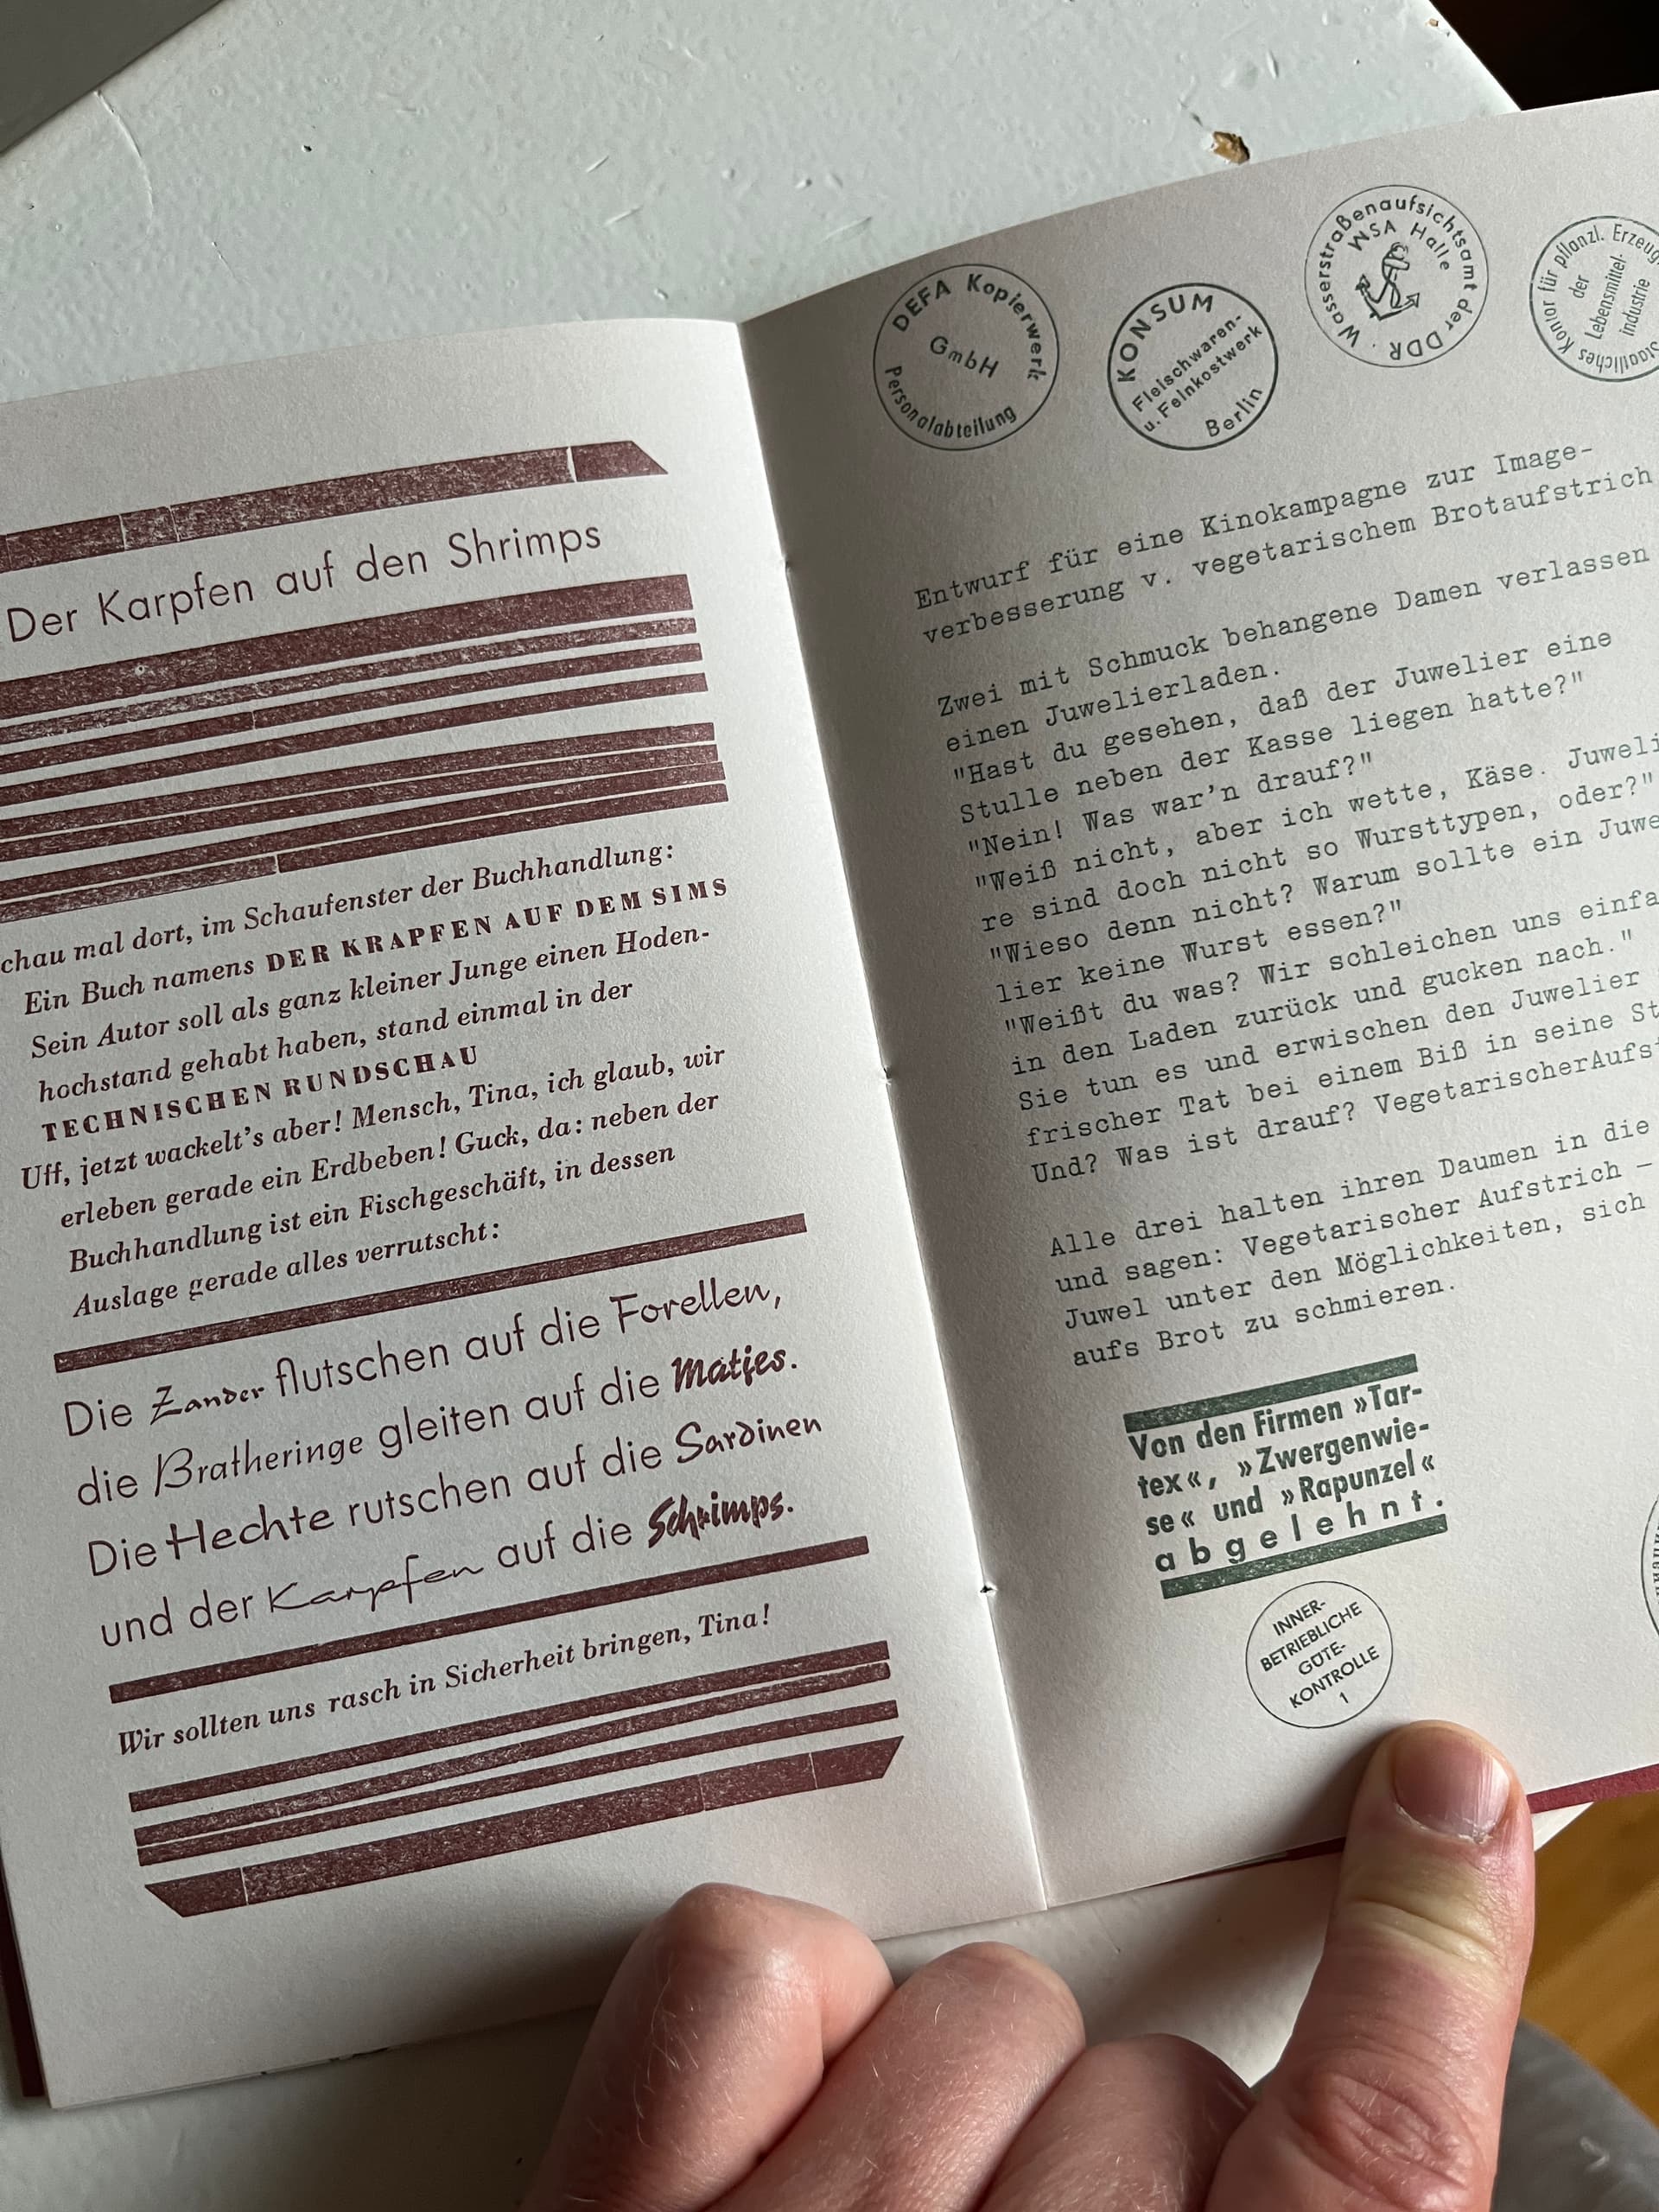 Der Karpfen auf den Shrimps
chau mal dort, im Schaufenster der Buchhandlung:
Ein Buch namens DER KRAPFEN AUF DEM SIMS
Sein Autor soll als ganz kleiner Junge einen Hoden-
hochstand gehabt haben, stand einmal in der
TECHNISCHEN RUNDSCHAU
Uff, jetzt wackelt's aber! Mensch, Tina, ich glaub, wir
erleben gerade ein Erdbeben! Guck, da: neben der
Buchhandlung ist ein Fischgeschäft, in dessen
Auslage gerade alles verrutscht:
Die Zander flutschen auf die Forellen,
die Bratheringe gleiten auf die Matjes.
Die Hechte rutschen auf die Sardinen
und der Karpfen auf die Schrimps.
Wir sollten uns rasch in Sicherheit bringen, Tina!
DEFA Kopierwerk
GmbH
Personalabteilung
KONSUM
Fleischwaren-
u. Feinkostwerk
Berlin
Wasserstraßenaufsichtsamt der DDR
WSA Halle
Staatliches Kontor für pflanzl. Erzeug
der
Lebensmittel-
industrie
Entwurf für eine Kinokampagne zur Image-
verbesserung v. vegetarischem Brotaufstrich
Zwei mit Schmuck behangene Damen verlassen
einen Juwelierladen.
"Hast du gesehen, daß der Juwelier eine
Stulle neben der Kasse liegen hatte?"
"Nein! Was war'n drauf?"
"Weiß nicht, aber ich wette, Käse. Juweli
re sind doch nicht so Wursttypen, oder?"
"Wieso denn nicht? Warum sollte ein Juwe
lier keine Wurst essen?"
"Weißt du was? Wir schleichen uns einfa
in den Laden zurück und gucken nach."
Sie tun es und erwischen den Juwelier
frischer Tat bei einem Biß in seine St
Und? Was ist drauf? VegetarischerAufst
Alle drei halten ihren Daumen in die
und sagen: Vegetarischer Aufstrich –
Juwel unter den Möglichkeiten, sich
aufs Brot zu schmieren.
Von den Firmen »Tar-
tex«, »Zwergenwie-
se« und »Rapunzel«
abgelehnt.
INNER-
BETRIEBLICHE
GÜTE-
KONTROLLE
1